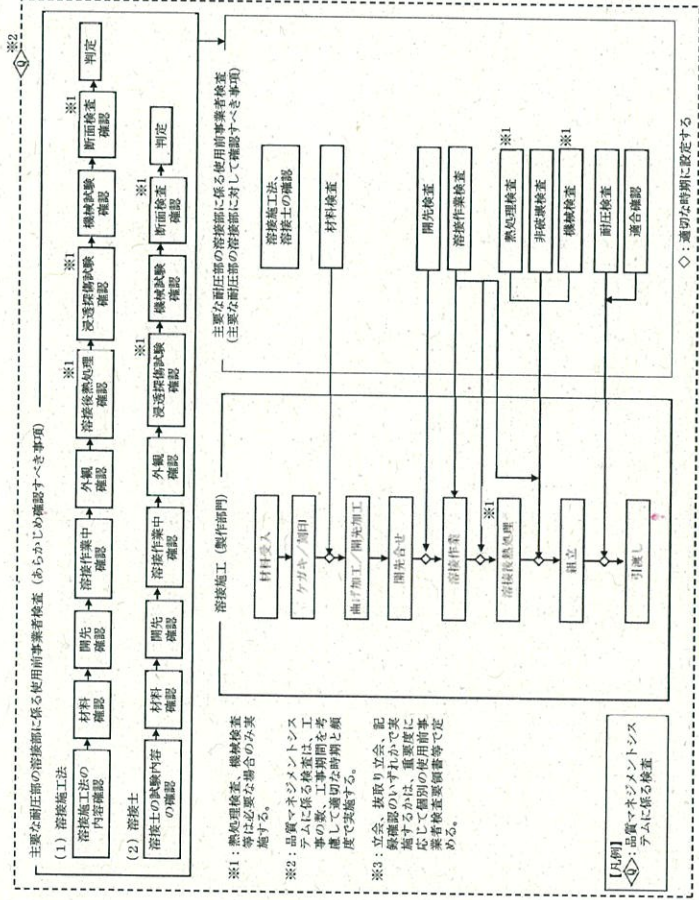 ※2
Q
主要な耐圧部の溶接部に係る使用前事業者検査(あらかじめ確認すべき事項)
(1) 溶接施工法
溶接施工法の
内容確認
材料
確認
開先
確認
溶接作業中
確認
外観
確認
※1
溶接後熱処理
確認
※1
浸透探傷試験
確認
機械試験
確認
※1
断面検査
確認
判定
(2) 溶接士
溶接士の試験内容
の確認
材料
確認
開先
確認
溶接作業中
確認
外観
確認
※1
浸透探傷試験
確認
機械試験
確認
※1
断面検査
確認
判定
※1:熱処理検査、機械検査
等は必要な場合のみ実
施する。
※2:品質マネジメントシス
テムに係る検査は、工
事の数、工事期間を考
慮して適切な時期と頻
度で実施する。
※3:立会、抜取り立会、記
録確認のいずれかで実
施するかは、重要度に
応じて個別の使用前事
業者検査要領書等で定
める。
【凡例】
Q:品質マネジメントシス
テムに係る検査
溶接施工(製作部門)
材料受入
ケガキ/刻印
曲げ加工/開先加工
開先合せ
溶接作業
※1
溶接後熱処理
組立
引渡し
主要な耐圧部の溶接部に係る使用前事業者検査
(主要な耐圧部の溶接部に対して確認すべき事項)
溶接施工法、
溶接士の確認
材料検査
開先検査
溶接作業検査
熱処理検査
※1
非破壊検査
機械検査
※1
耐圧検査
適合確認
◇:適切な時期に設定する